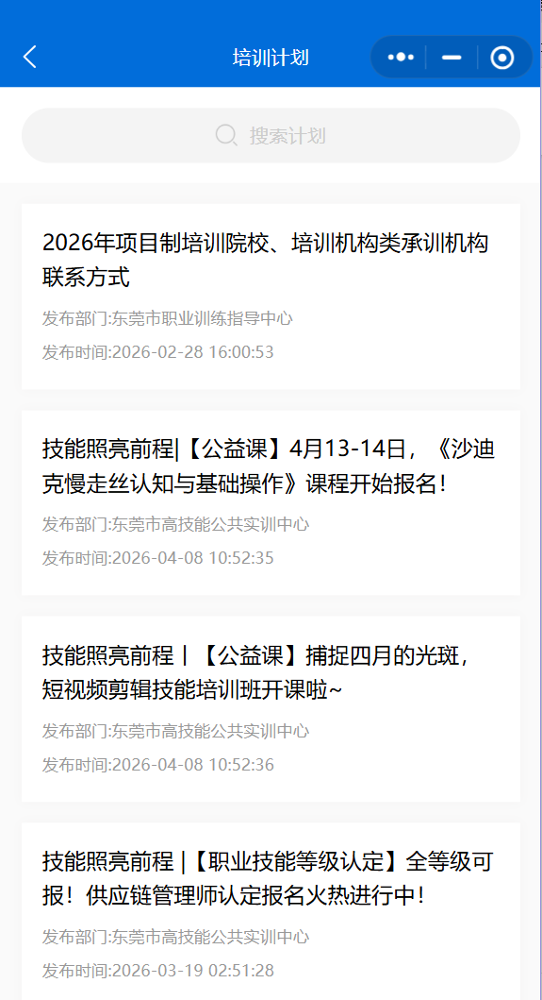 培训计划
搜索计划
2026年项目制培训院校、培训机构类承训机构
联系方式
发布部门:东莞市职业训练指导中心
发布时间:2026-02-28 16:00:53
技能照亮前程|【公益课】4月13-14日，《沙迪
克慢走丝认知与基础操作》课程开始报名！
发布部门:东莞市高技能公共实训中心
发布时间:2026-04-08 10:52:35
技能照亮前程丨【公益课】捕捉四月的光斑，
短视频剪辑技能培训班开课啦~
发布部门:东莞市高技能公共实训中心
发布时间:2026-04-08 10:52:36
技能照亮前程 |【职业技能等级认定】全等级可
报！供应链管理师认定报名火热进行中！
发布部门:东莞市高技能公共实训中心
发布时间:2026-03-19 02:51:28